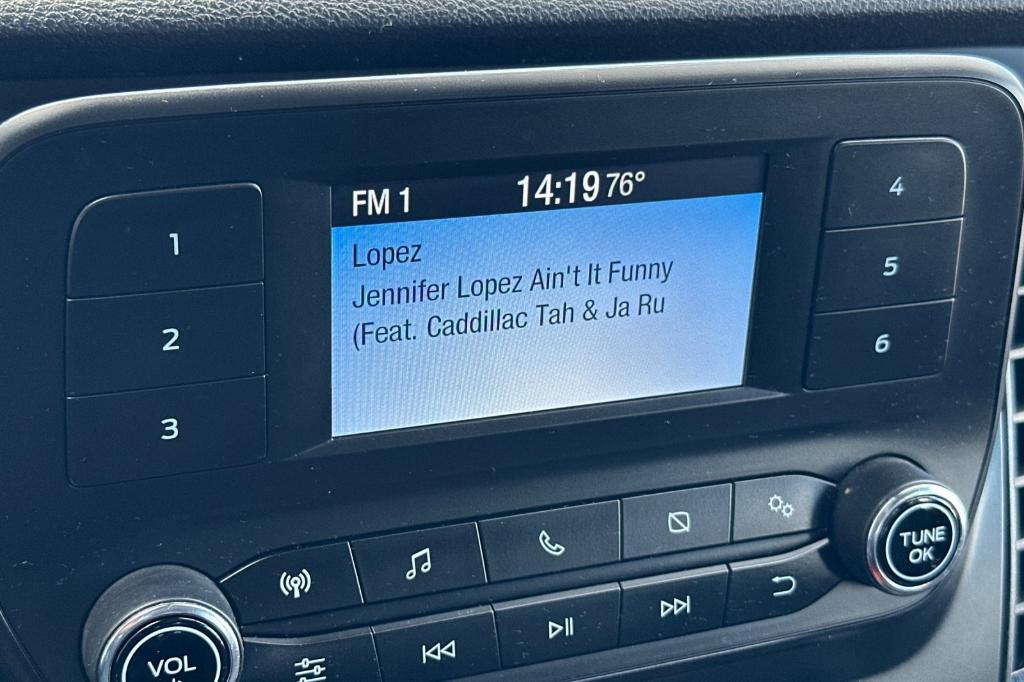 FM 1 14:19 76°
Lopez
Jennifer Lopez Ain't It Funny
(Feat. Caddillac Tah & Ja Ru
1
2
3
4
5
6
TUNE
OK
VOL